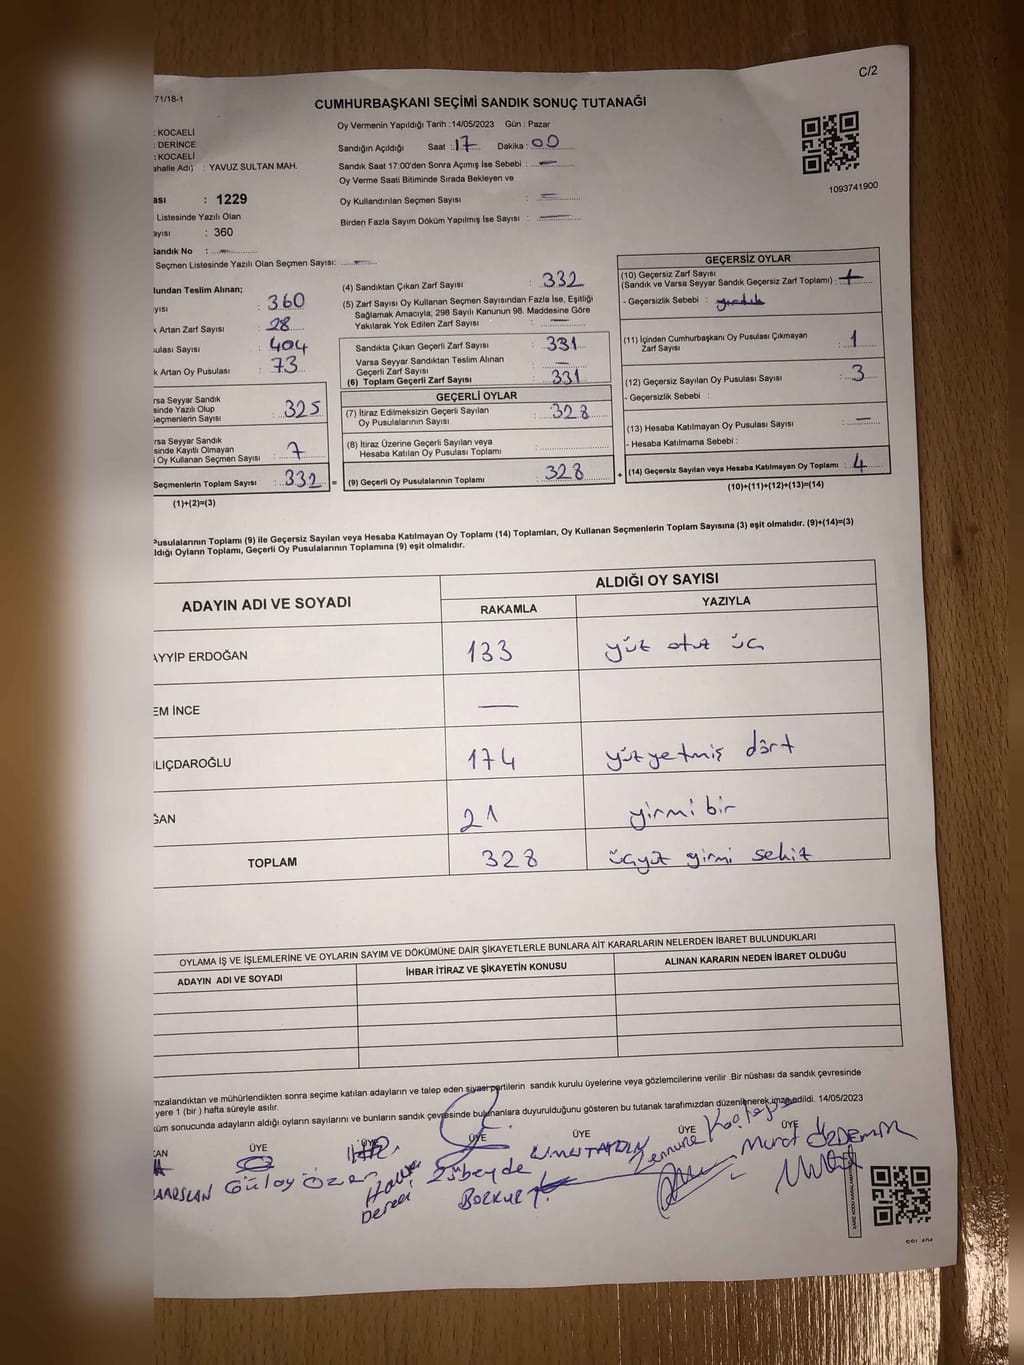 C/2
71/18-1
CUMHURBAŞKANI SEÇİMİ SANDIK SONUÇ TUTANAĞI
: KOCAELİ
: DERİNCE
: KOCAELİ
ahalle Adı) : YAVUZ SULTAN MAH.
Oy Vermenin Yapıldığı Tarih :14/05/2023 Gün : Pazar
Sandığın Açıldığı Saat :17 Dakika :00
Sandık Saat 17:00'den Sonra Açımış İse Sebebi : —
Oy Verme Saati Bitiminde Sırada Bekleyen ve
Oy Kullandırılan Seçmen Sayısı : —
Birden Fazla Sayım Döküm Yapılmış İse Sayısı : —
1093741900
ası : 1229
Listesinde Yazılı Olan
ayısı : 360
Sandık No : —
Seçmen Listesinde Yazılı Olan Seçmen Sayısı: —
lundan Teslim Alınan;
yısı : 360
k Artan Zarf Sayısı : 28
ulası Sayısı : 404
k Artan Oy Pusulası : 73
rsa Seyyar Sandık
sinde Yazılı Olup
Seçmenlerin Sayısı : 325
rsa Seyyar Sandık
sinde Kayıtlı Olmayan
i Oy Kullanan Seçmen Sayısı : 7
Seçmenlerin Toplam Sayısı : 332 =
(1)+(2)=(3)
(4) Sandıktan Çıkan Zarf Sayısı : 332
(5) Zarf Sayısı Oy Kullanan Seçmen Sayısından Fazla İse, Eşitliği
Sağlamak Amacıyla; 298 Sayılı Kanunun 98. Maddesine Göre
Yakılarak Yok Edilen Zarf Sayısı : —
Sandıkta Çıkan Geçerli Zarf Sayısı : 331
Varsa Seyyar Sandıktan Teslim Alınan
Geçerli Zarf Sayısı : —
(6) Toplam Geçerli Zarf Sayısı : 331
GEÇERLİ OYLAR
(7) İtiraz Edilmeksizin Geçerli Sayılan
Oy Pusulalarının Sayısı : 328
(8) İtiraz Üzerine Geçerli Sayılan veya
Hesaba Katılan Oy Pusulası Toplamı :
(9) Geçerli Oy Pusulalarının Toplamı : 328 +
GEÇERSİZ OYLAR
(10) Geçersiz Zarf Sayısı
(Sandık ve Varsa Seyyar Sandık Geçersiz Zarf Toplamı) :
- Geçersizlik Sebebi :
(11) İçinden Cumhurbaşkanı Oy Pusulası Çıkmayan
Zarf Sayısı : 1
(12) Geçersiz Sayılan Oy Pusulası Sayısı : 3
- Geçersizlik Sebebi :
(13) Hesaba Katılmayan Oy Pusulası Sayısı : —
- Hesaba Katılmama Sebebi :
(14) Geçersiz Sayılan veya Hesaba Katılmayan Oy Toplamı : 4
(10)+(11)+(12)+(13)=(14)
Pusulalarının Toplamı (9) ile Geçersiz Sayılan veya Hesaba Katılmayan Oy Toplamı (14) Toplamları, Oy Kullanan Seçmenlerin Toplam Sayısına (3) eşit olmalıdır. (9)+(14)=(3)
ldığı Oyların Toplamı, Geçerli Oy Pusulalarının Toplamına (9) eşit olmalıdır.
ADAYIN ADI VE SOYADI
ALDIĞI OY SAYISI
RAKAMLA YAZIYLA
AYYİP ERDOĞAN 133 yüz otuz üç
EM İNCE —
ILIÇDAROĞLU 174 yüzyetmiş dört
ĞAN 21 yirmi bir
TOPLAM 328 üçyüz yirmi sekiz
OYLAMA İŞ VE İŞLEMLERİNE VE OYLARIN SAYIM VE DÖKÜMÜNE DAİR ŞİKAYETLERLE BUNLARA AİT KARARLARIN NELERDEN İBARET BULUNDUKLARI
ADAYIN ADI VE SOYADI İHBAR İTİRAZ VE ŞİKAYETİN KONUSU ALINAN KARARIN NEDEN İBARET OLDUĞU
mzalandıktan ve mühürlendikten sonra seçime katılan adayların ve talep eden siyasi partilerin sandık kurulu üyelerine veya gözlemcilerine verilir .Bir nüshası da sandık çevresinde
yere 1 (bir ) hafta süreyle asılır.
küm sonucunda adayların aldığı oyların sayılarını ve bunların sandık çevresinde bulunanlara duyurulduğunu gösteren bu tutanak tarafımızdan düzenlenerek imza edildi. 14/05/2023
KAN ÜYE ÜYE ÜYE ÜYE ÜYE ÜYE
Gülay Özer
Zübeyde
Bozkurt
Murat ÖZDEMİR